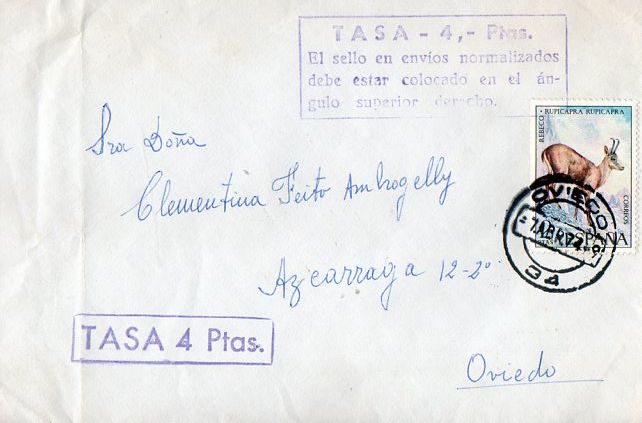 TASA - 4,- Ptas.
El sello en envíos normalizados
debe estar colocado en el án-
gulo superior derecho.
REBECO - RUPICAPRA RUPICAPRA
CORREOS
ESPAÑA
OVIEDO
34
Sra Doña
Clementina Feito Ambrogelly
Azcarraga 12-2º
TASA 4 Ptas.
Oviedo